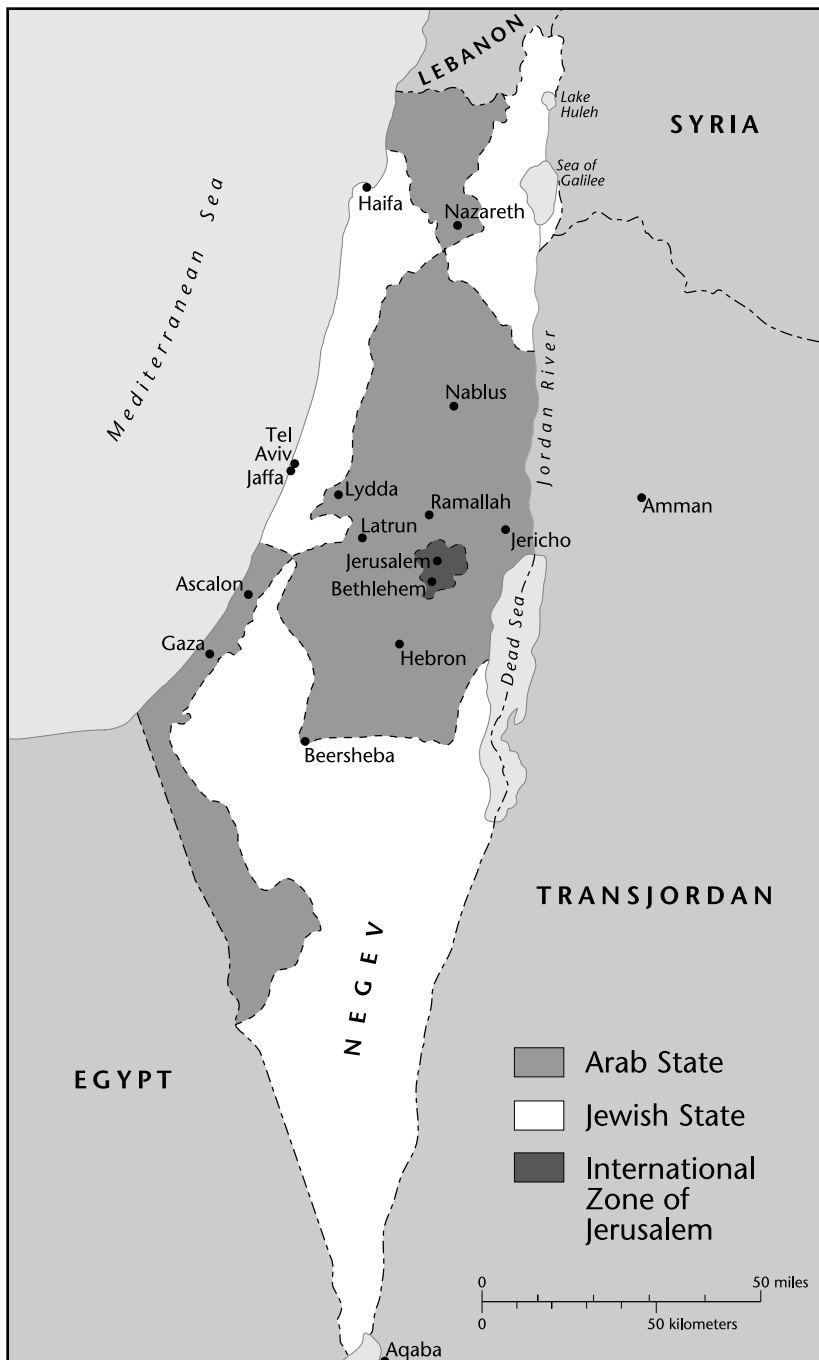 LEBANON
Lake
Huleh
SYRIA
Sea of
Galilee
Haifa
Nazareth
Mediterranean Sea
Jordan River
Nablus
Tel
Aviv
Jaffa
Lydda
Ramallah
Amman
Latrun
Jericho
Jerusalem
Ascalon
Bethlehem
Dead Sea
Gaza
Hebron
Beersheba
TRANSJORDAN
NEGEV
EGYPT
Arab State
Jewish State
International
Zone of
Jerusalem
0 50 miles
0 50 kilometers
Aqaba